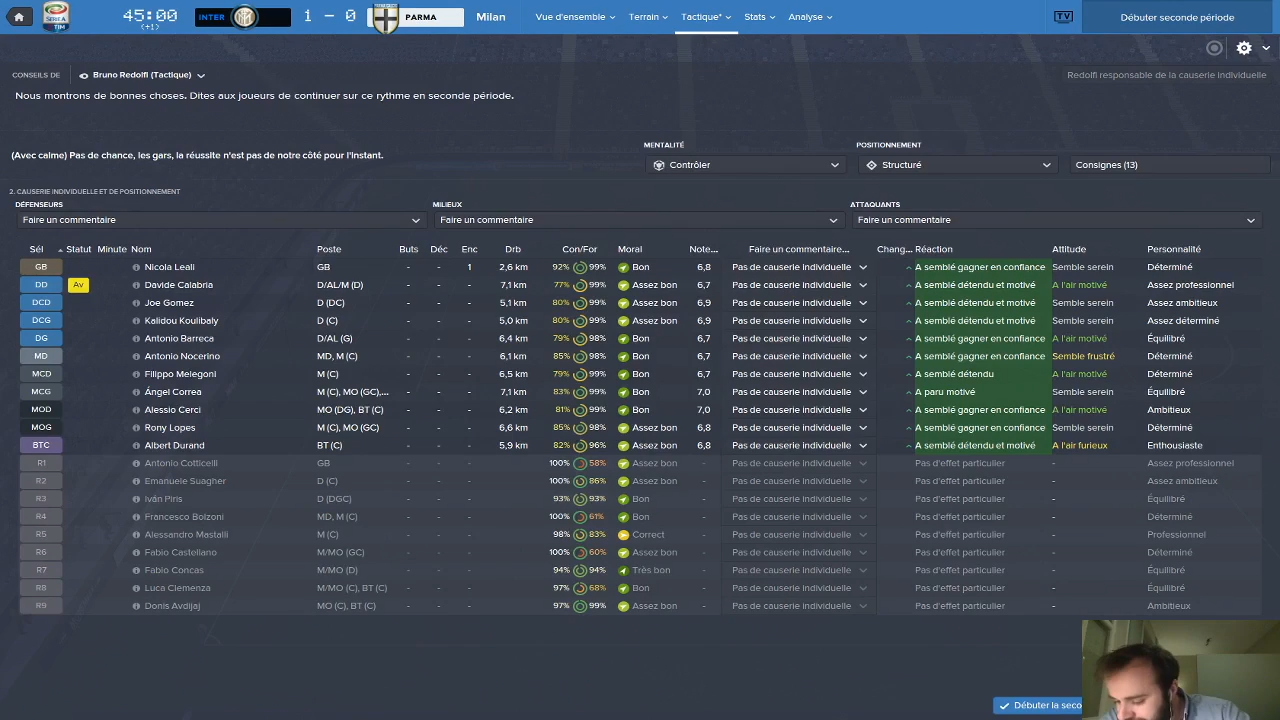 SERIE A TIM 45:00 (+1) INTER 1 – 0 PARMA Milan Vue d'ensemble Terrain Tactique* Stats Analyse TV Débuter seconde période
CONSEILS DE Bruno Redolfi (Tactique) Redolfi responsable de la causerie individuelle
Nous montrons de bonnes choses. Dites aux joueurs de continuer sur ce rythme en seconde période.
MENTALITÉ POSITIONNEMENT
(Avec calme) Pas de chance, les gars, la réussite n'est pas de notre côté pour l'instant. Contrôler Structuré Consignes (13)
2. CAUSERIE INDIVIDUELLE ET DE POSITIONNEMENT
DÉFENSEURS MILIEUX ATTAQUANTS
Faire un commentaire Faire un commentaire Faire un commentaire
Sél Statut Minute Nom Poste Buts Déc Enc Drb Con/For Moral Note... Faire un commentaire... Chang... Réaction Attitude Personnalité
GB Nicola Leali GB - - 1 2,6 km 92% 99% Bon 6,8 Pas de causerie individuelle A semblé gagner en confiance Semble serein Déterminé
DD Av Davide Calabria D/AL/M (D) - - - 7,1 km 77% 99% Assez bon 6,7 Pas de causerie individuelle A semblé détendu et motivé A l'air motivé Assez professionnel
DCD Joe Gomez D (DC) - - - 5,1 km 80% 99% Assez bon 6,9 Pas de causerie individuelle A semblé détendu et motivé Semble serein Assez ambitieux
DCG Kalidou Koulibaly D (C) - - - 5,0 km 80% 99% Assez bon 6,9 Pas de causerie individuelle A semblé détendu et motivé Semble serein Assez déterminé
DG Antonio Barreca D/AL (G) - - - 6,4 km 79% 98% Bon 6,7 Pas de causerie individuelle A semblé gagner en confiance A l'air motivé Équilibré
MD Antonio Nocerino MD, M (C) - - - 6,1 km 85% 98% Bon 6,7 Pas de causerie individuelle A semblé gagner en confiance Semble frustré Déterminé
MCD Filippo Melegoni M (C) - - - 6,5 km 79% 99% Bon 6,7 Pas de causerie individuelle A semblé détendu A l'air motivé Déterminé
MCG Ángel Correa M (C), MO (GC),... - - - 7,1 km 83% 99% Bon 7,0 Pas de causerie individuelle A paru motivé Semble serein Équilibré
MOD Alessio Cerci MO (DG), BT (C) - - - 6,2 km 81% 99% Bon 7,0 Pas de causerie individuelle A semblé gagner en confiance A l'air motivé Ambitieux
MOG Rony Lopes M (C), MO (GC) - - - 6,6 km 85% 98% Assez bon 6,8 Pas de causerie individuelle A semblé gagner en confiance Semble serein Déterminé
BTC Albert Durand BT (C) - - - 5,9 km 82% 96% Assez bon 6,8 Pas de causerie individuelle A semblé détendu et motivé A l'air furieux Enthousiaste
R1 Antonio Cotticelli GB 100% 58% Assez bon - Pas de causerie individuelle Pas d'effet particulier - Assez professionnel
R2 Emanuele Suagher D (C) 100% 86% Assez bon - Pas de causerie individuelle Pas d'effet particulier - Assez ambitieux
R3 Iván Piris D (DGC) 93% 93% Bon - Pas de causerie individuelle Pas d'effet particulier - Équilibré
R4 Francesco Bolzoni MD, M (C) 100% 61% Bon - Pas de causerie individuelle Pas d'effet particulier - Déterminé
R5 Alessandro Mastalli M (C) 98% 83% Correct - Pas de causerie individuelle Pas d'effet particulier - Professionnel
R6 Fabio Castellano M/MO (GC) 100% 60% Assez bon - Pas de causerie individuelle Pas d'effet particulier - Déterminé
R7 Fabio Concas M/MO (D) 94% 94% Très bon - Pas de causerie individuelle Pas d'effet particulier - Équilibré
R8 Luca Clemenza M/MO (C), BT (C) 97% 68% Bon - Pas de causerie individuelle Pas d'effet particulier - Équilibré
R9 Donis Avdijaj MO (C), BT (C) 97% 99% Assez bon - Pas de causerie individuelle Pas d'effet particulier - Ambitieux
Débuter la seco